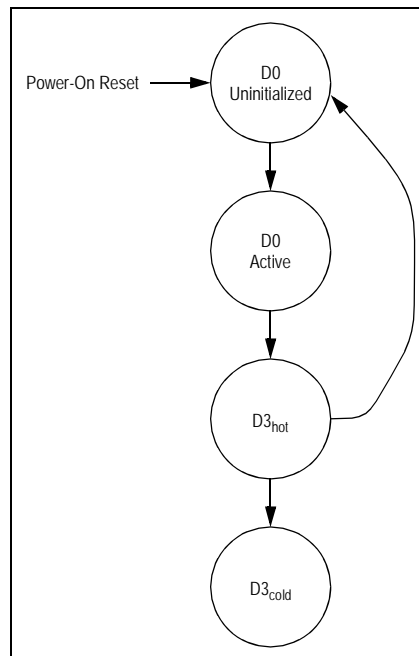 Power-On Reset
D0
Uninitialized
D0
Active
D3hot
D3cold